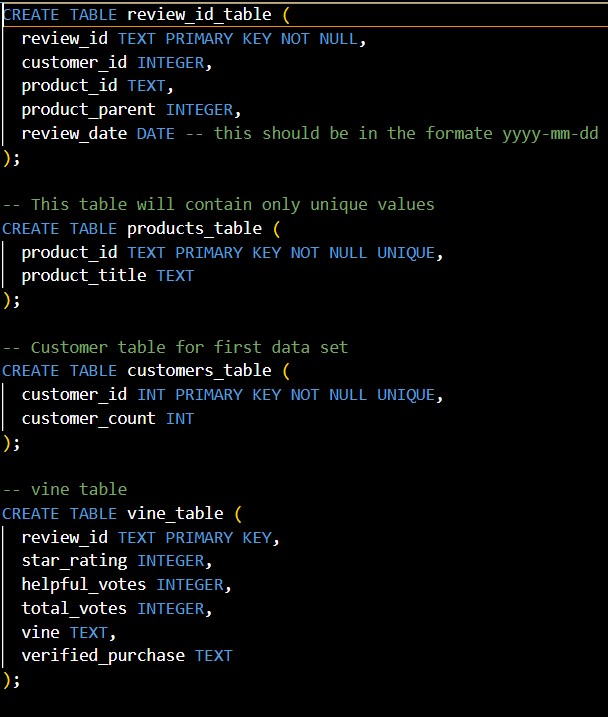 CREATE TABLE review_id_table (
review_id TEXT PRIMARY KEY NOT NULL,
customer_id INTEGER,
product_id TEXT,
product_parent INTEGER,
review_date DATE -- this should be in the formate yyyy-mm-dd
);
-- This table will contain only unique values
CREATE TABLE products_table (
product_id TEXT PRIMARY KEY NOT NULL UNIQUE,
product_title TEXT
);
-- Customer table for first data set
CREATE TABLE customers_table (
customer_id INT PRIMARY KEY NOT NULL UNIQUE,
customer_count INT
);
-- vine table
CREATE TABLE vine_table (
review_id TEXT PRIMARY KEY,
star_rating INTEGER,
helpful_votes INTEGER,
total_votes INTEGER,
vine TEXT,
verified_purchase TEXT
);